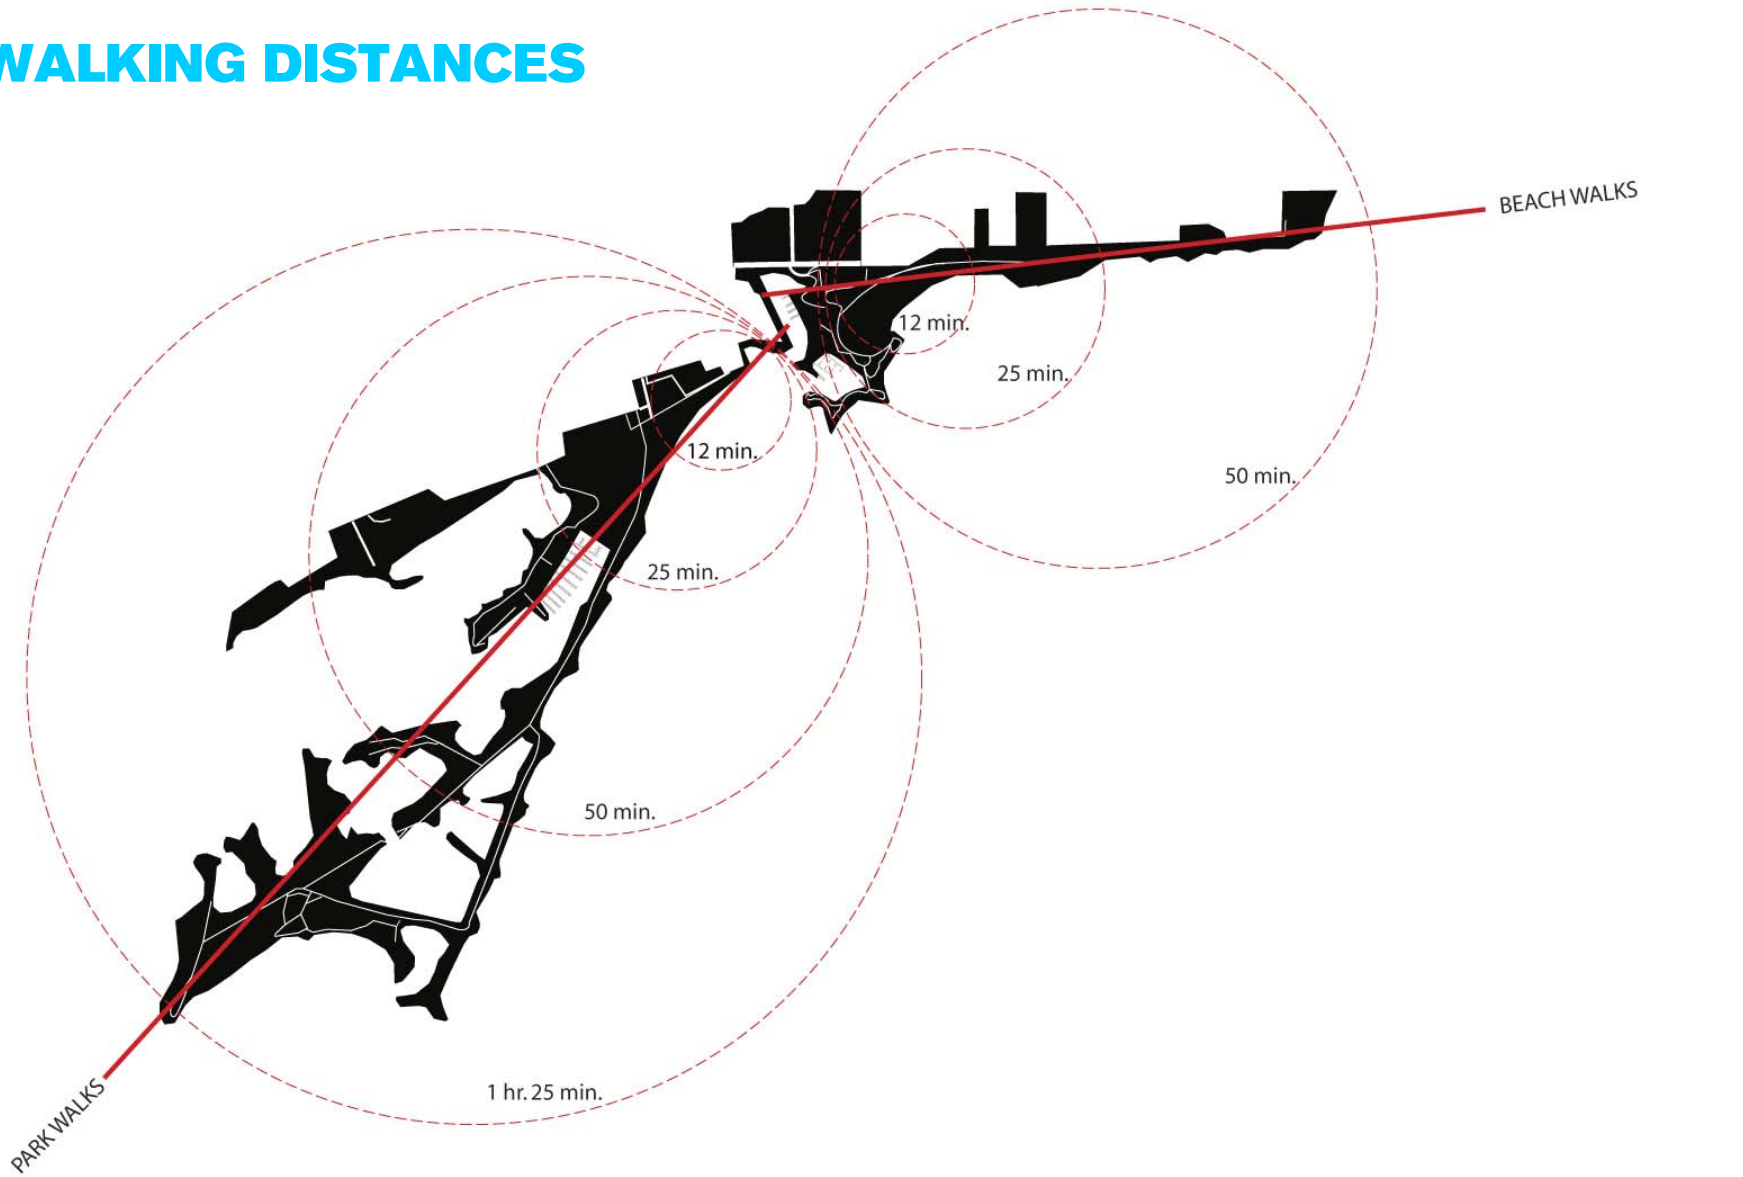 WALKING DISTANCES
BEACH WALKS
12 min.
25 min.
50 min.
12 min.
25 min.
50 min.
1 hr. 25 min.
PARK WALKS